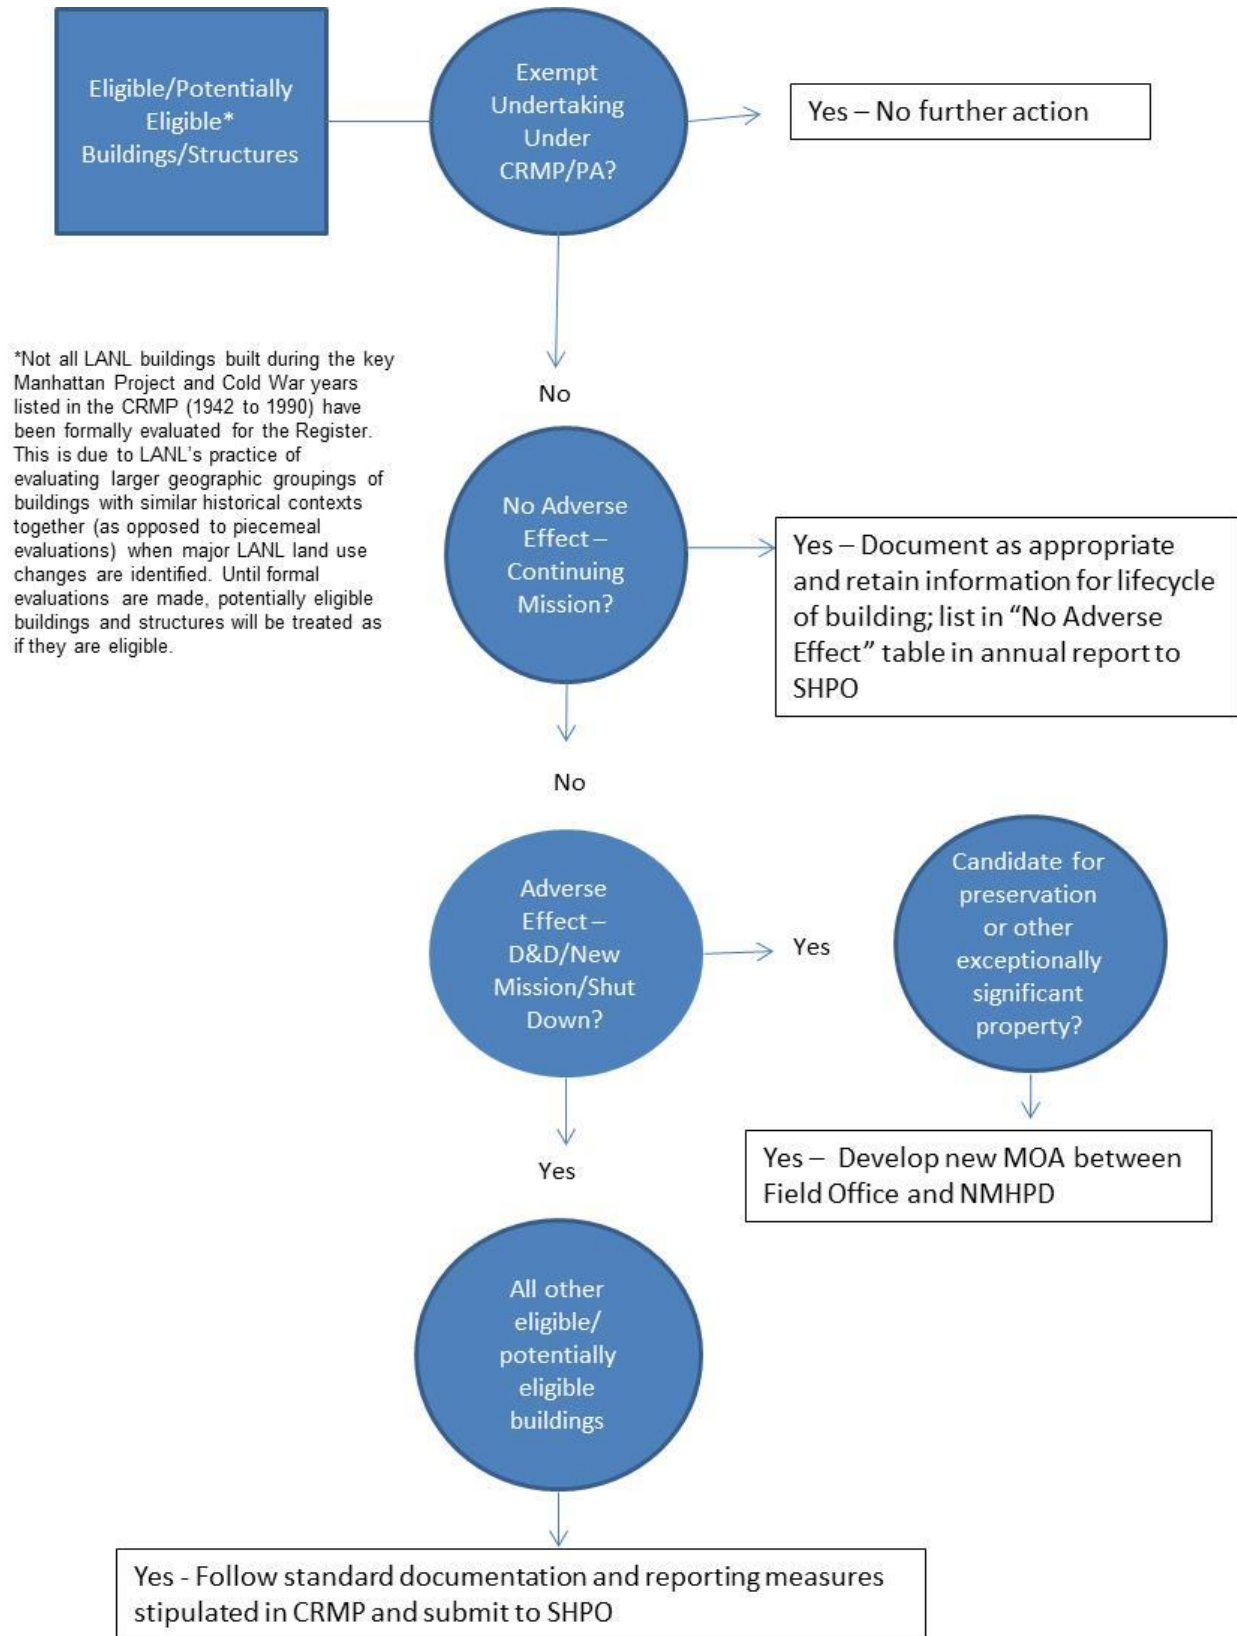 Eligible/Potentially
Eligible*
Buildings/Structures
Exempt
Undertaking
Under
CRMP/PA?
Yes – No further action
No
*Not all LANL buildings built during the key
Manhattan Project and Cold War years
listed in the CRMP (1942 to 1990) have
been formally evaluated for the Register.
This is due to LANL's practice of
evaluating larger geographic groupings of
buildings with similar historical contexts
together (as opposed to piecemeal
evaluations) when major LANL land use
changes are identified. Until formal
evaluations are made, potentially eligible
buildings and structures will be treated as
if they are eligible.
No Adverse
Effect –
Continuing
Mission?
Yes – Document as appropriate
and retain information for lifecycle
of building; list in “No Adverse
Effect” table in annual report to
SHPO
No
Adverse
Effect –
D&D/New
Mission/Shut
Down?
Yes
Candidate for
preservation
or other
exceptionally
significant
property?
Yes – Develop new MOA between
Field Office and NMHPD
Yes
All other
eligible/
potentially
eligible
buildings
Yes - Follow standard documentation and reporting measures
stipulated in CRMP and submit to SHPO